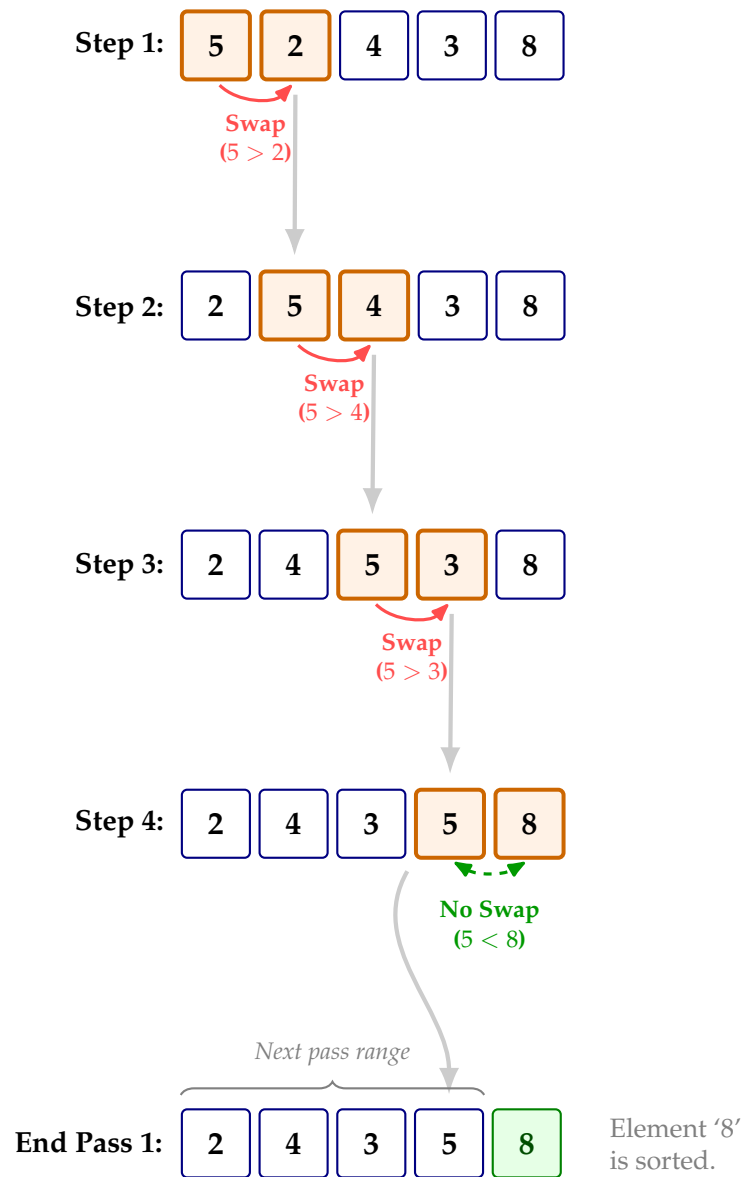 Step 1: 5 2 4 3 8
Swap
(5 > 2)
Step 2: 2 5 4 3 8
Swap
(5 > 4)
Step 3: 2 4 5 3 8
Swap
(5 > 3)
Step 4: 2 4 3 5 8
No Swap
(5 < 8)
Next pass range
End Pass 1: 2 4 3 5 8
Element ‘8’
is sorted.